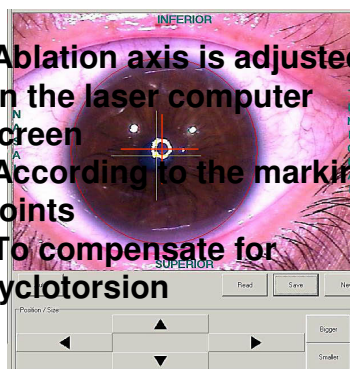 INFERIOR
Ablation axis is adjusted
n the laser computer
creen
According to the markin
oints
To compensate for
SUPERIOR
yclotorsion
Read Save New
Position / Size
Bigger
Smaller